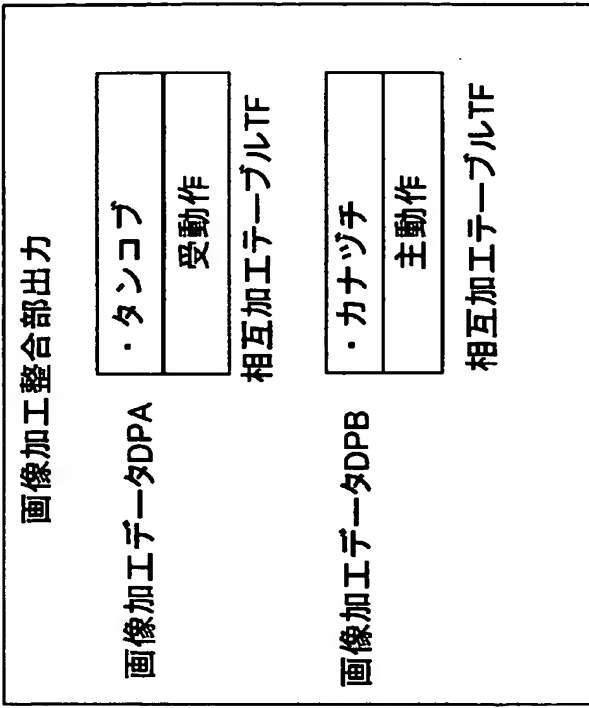 画像加工整合部出力
画像加工データDPA
・タンコブ
受動作
相互加工テーブルTF
画像加工データDPB
・カナヅチ
主動作
相互加工テーブルTF